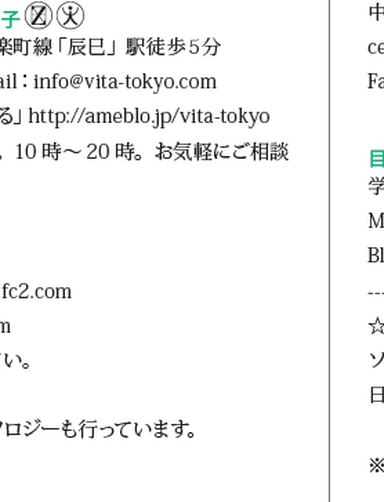 子
楽町線「辰巳」駅徒歩5分
ail：info@vita-tokyo.com
る」http://ameblo.jp/vita-tokyo
。10時〜20時。お気軽にご相談
fc2.com
m
い。
ロジーも行っています。
中
ce
Fa
目
学
M
Bl
---
☆
ソ
日
※